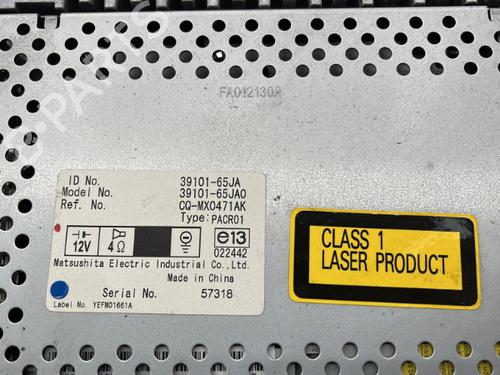 FA012130A
ID No. 39101-65JA
Model No. 39101-65JA0
Ref. No. CQ-MX0471AK
Type: PACR01
12V 4Ω e13
022442
Matsushita Electric Industrial Co., Ltd.
Made in China
Serial No. 57318
Label No. YEFM01661A
CLASS 1
LASER PRODUCT